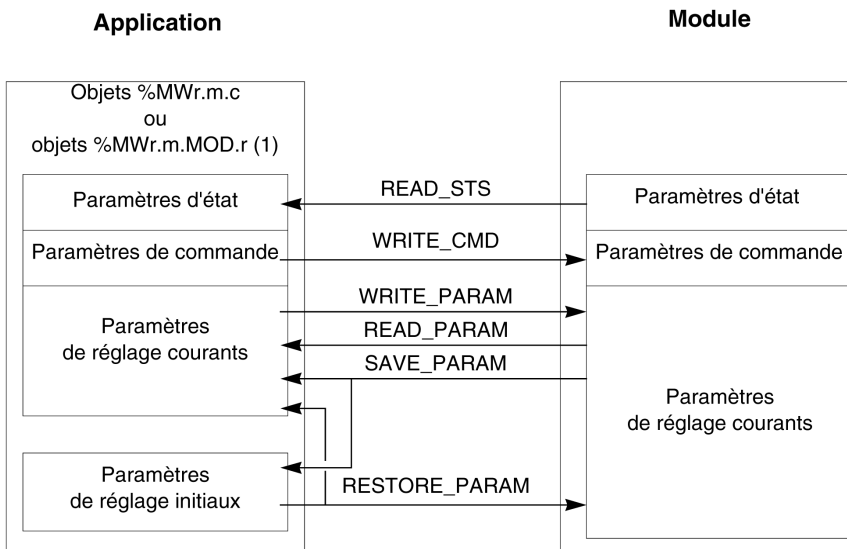 Application
Module
Objets %MWr.m.c
ou
objets %MWr.m.MOD.r (1)
Paramètres d'état
READ_STS
Paramètres d'état
Paramètres de commande
WRITE_CMD
Paramètres de commande
WRITE_PARAM
Paramètres
de réglage courants
READ_PARAM
SAVE_PARAM
Paramètres
de réglage courants
Paramètres
de réglage initiaux
RESTORE_PARAM